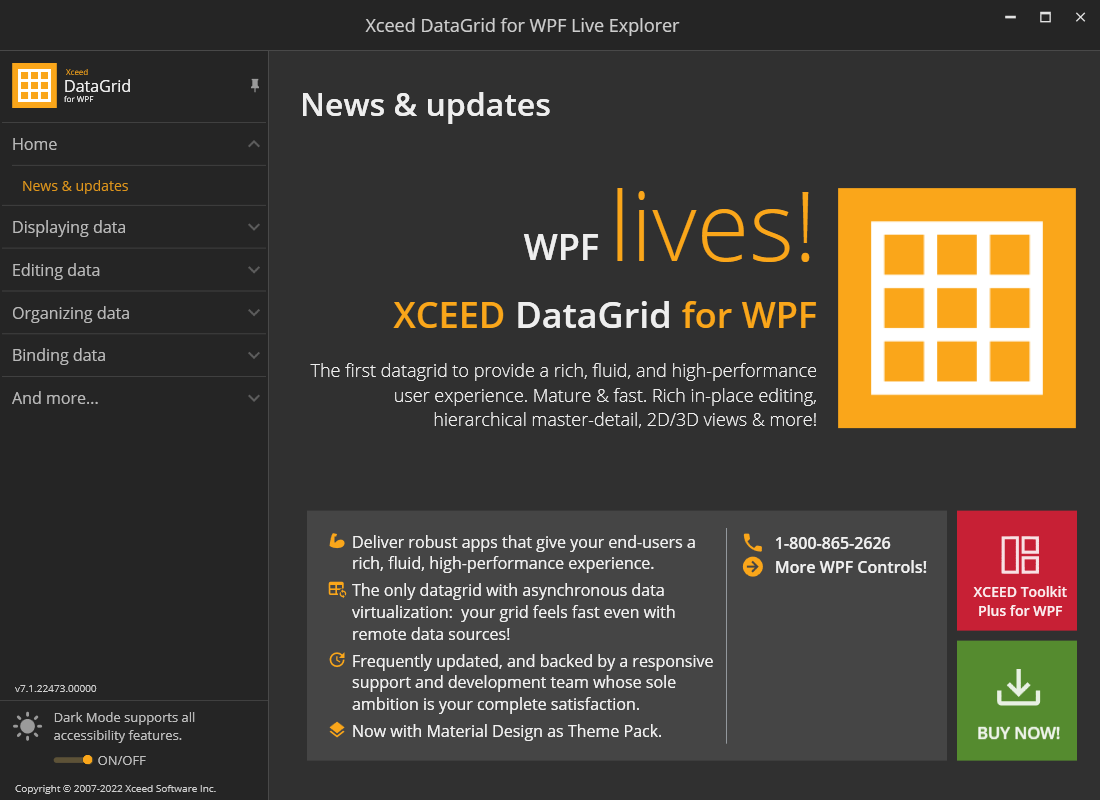 Xceed DataGrid for WPF Live Explorer
Xceed
DataGrid
for WPF
Home
News & updates
Displaying data
Editing data
Organizing data
Binding data
And more...
v7.1.22473.00000
Dark Mode supports all
accessibility features.
ON/OFF
Copyright © 2007-2022 Xceed Software Inc.
News & updates
WPF lives!
XCEED DataGrid for WPF
The first datagrid to provide a rich, fluid, and high-performance
user experience. Mature & fast. Rich in-place editing,
hierarchical master-detail, 2D/3D views & more!
Deliver robust apps that give your end-users a
rich, fluid, high-performance experience.
The only datagrid with asynchronous data
virtualization:  your grid feels fast even with
remote data sources!
Frequently updated, and backed by a responsive
support and development team whose sole
ambition is your complete satisfaction.
Now with Material Design as Theme Pack.
1-800-865-2626
More WPF Controls!
XCEED Toolkit
Plus for WPF
BUY NOW!